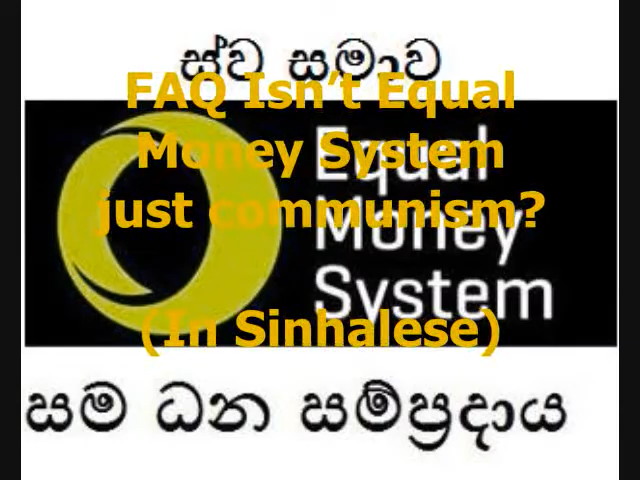 ස්ව සමාව
FAQ Isn't Equal
Money System
just communism?
(In Sinhalese)
Equal
Money
System
සම ධන සම්ප්‍රදාය